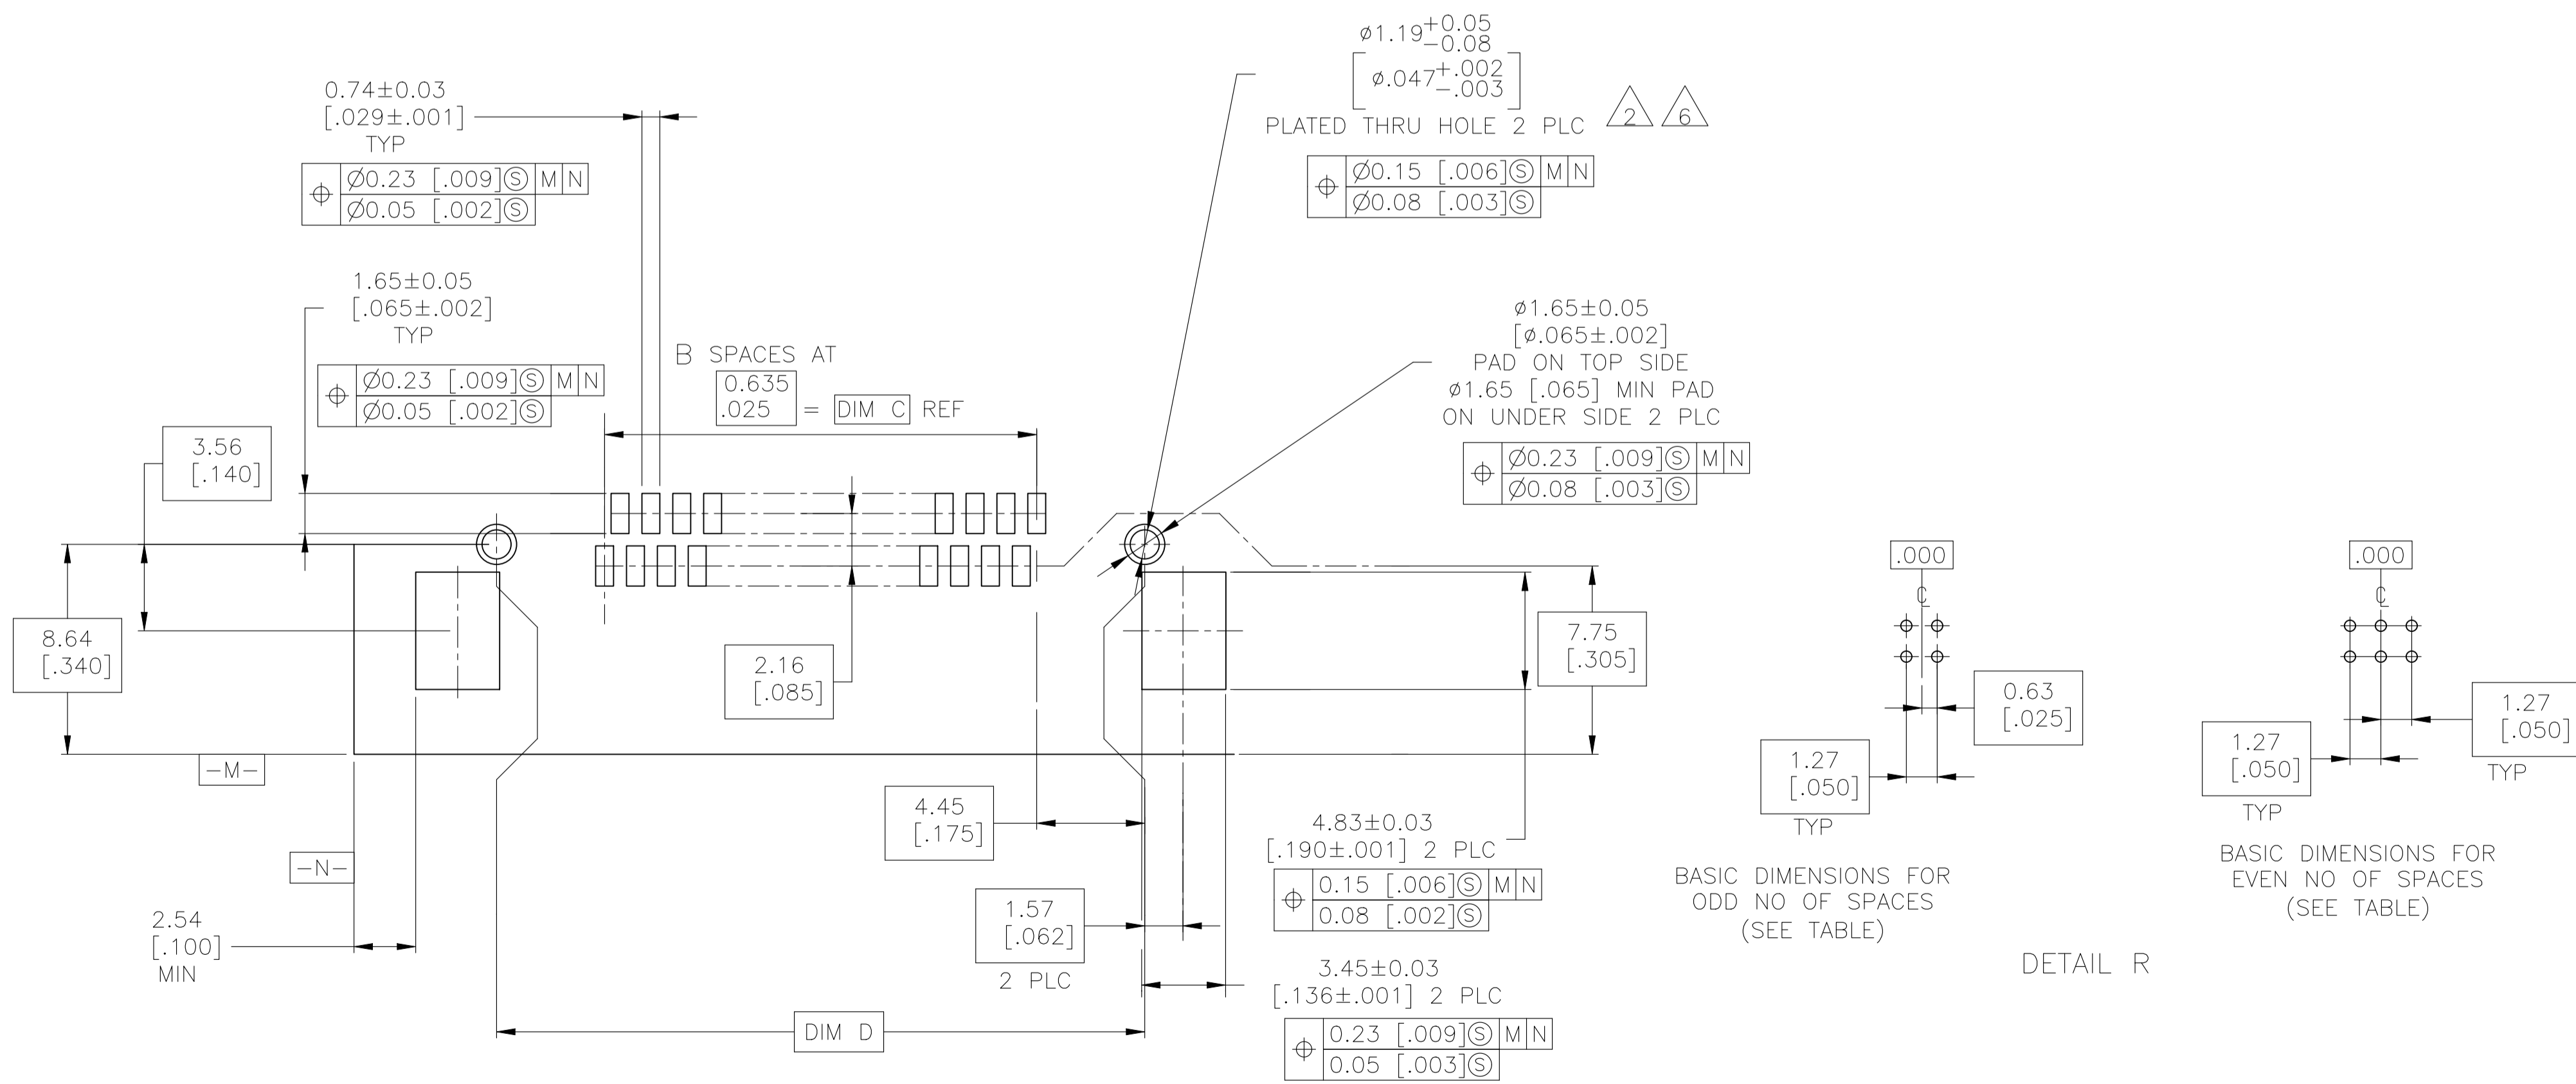 0.74±0.03
[.029±.001]
TYP
⌖ Ø0.23 [.009]Ⓢ M N
Ø0.05 [.002]Ⓢ
1.65±0.05
[.065±.002]
TYP
⌖ Ø0.23 [.009]Ⓢ M N
Ø0.05 [.002]Ⓢ
3.56
[.140]
8.64
[.340]
-M-
-N-
2.54
[.100]
MIN
B SPACES AT
0.635
.025 = DIM C REF
2.16
[.085]
4.45
[.175]
1.57
[.062]
2 PLC
DIM D
ø1.19+0.05
-0.08
[ø.047+.002
-.003]
PLATED THRU HOLE 2 PLC 2 6
⌖ Ø0.15 [.006]Ⓢ M N
Ø0.08 [.003]Ⓢ
ø1.65±0.05
[ø.065±.002]
PAD ON TOP SIDE
ø1.65 [.065] MIN PAD
ON UNDER SIDE 2 PLC
⌖ Ø0.23 [.009]Ⓢ M N
Ø0.08 [.003]Ⓢ
7.75
[.305]
4.83±0.03
[.190±.001] 2 PLC
⌖ 0.15 [.006]Ⓢ M N
0.08 [.002]Ⓢ
3.45±0.03
[.136±.001] 2 PLC
⌖ 0.23 [.009]Ⓢ M N
0.05 [.003]Ⓢ
.000
℄
0.63
[.025]
1.27
[.050]
TYP
BASIC DIMENSIONS FOR
ODD NO OF SPACES
(SEE TABLE)
.000
℄
1.27
[.050]
TYP
1.27
[.050]
TYP
BASIC DIMENSIONS FOR
EVEN NO OF SPACES
(SEE TABLE)
DETAIL R